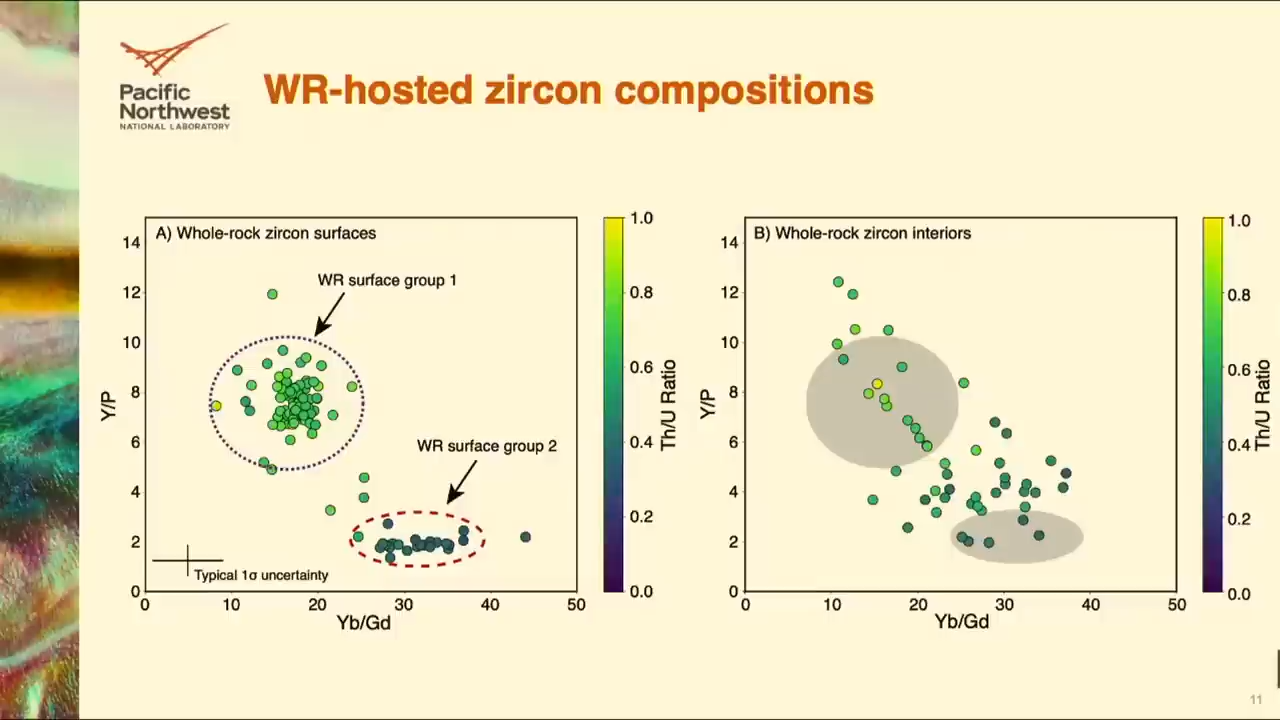 Pacific
Northwest
NATIONAL LABORATORY
WR-hosted zircon compositions
A) Whole-rock zircon surfaces
WR surface group 1
WR surface group 2
Typical 1σ uncertainty
14
12
10
8
6
4
2
0
Y/P
0 10 20 30 40 50
Yb/Gd
1.0
0.8
0.6
0.4
0.2
0.0
Th/U Ratio
B) Whole-rock zircon interiors
14
12
10
8
6
4
2
0
Y/P
0 10 20 30 40 50
Yb/Gd
1.0
0.8
0.6
0.4
0.2
0.0
Th/U Ratio
11